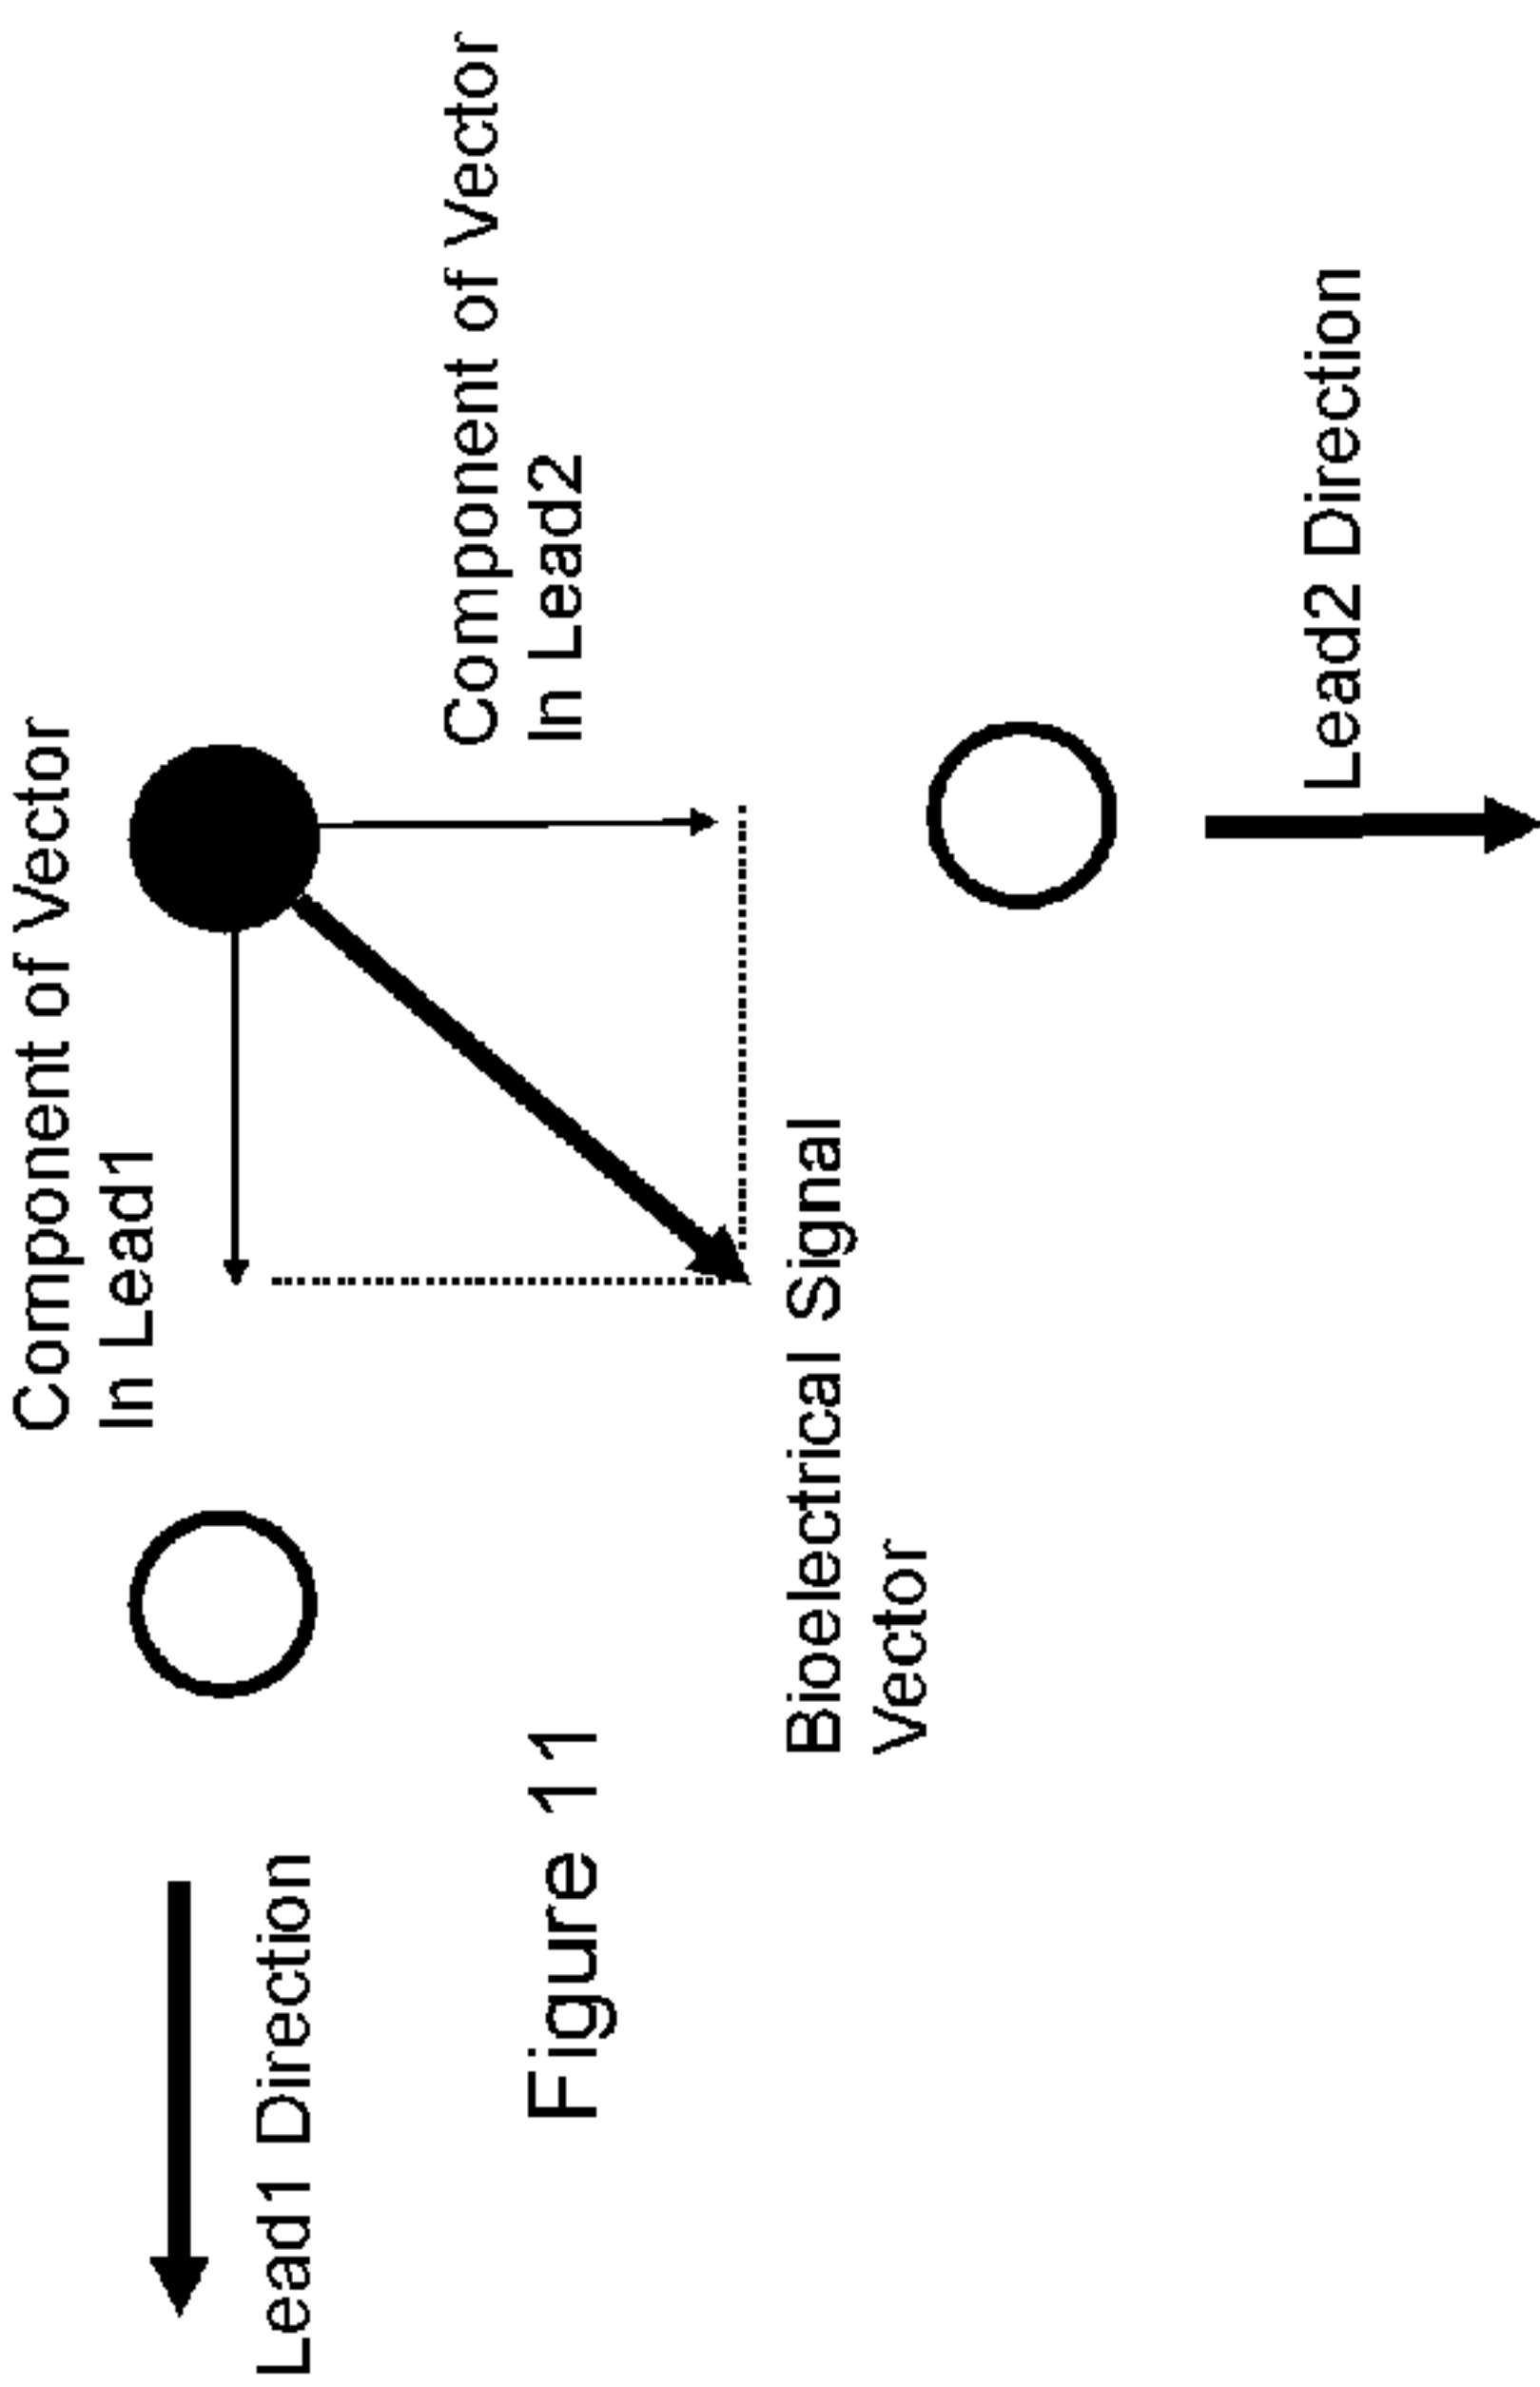 Component of Vector
In Lead1
Component of Vector
In Lead2
Lead1 Direction
Figure 11
Bioelectrical Signal
Vector
Lead2 Direction